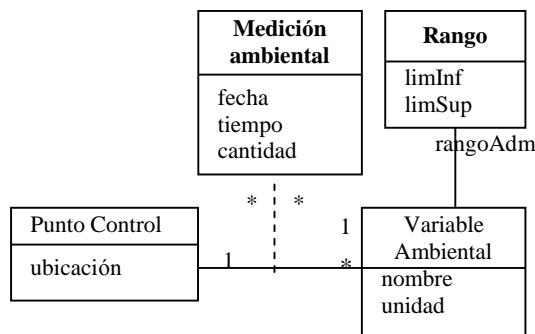 Medición
ambiental
fecha
tiempo
cantidad
Rango
limInf
limSup
rangoAdm
* *
Punto Control
ubicación
1
1
*
Variable
Ambiental
nombre
unidad